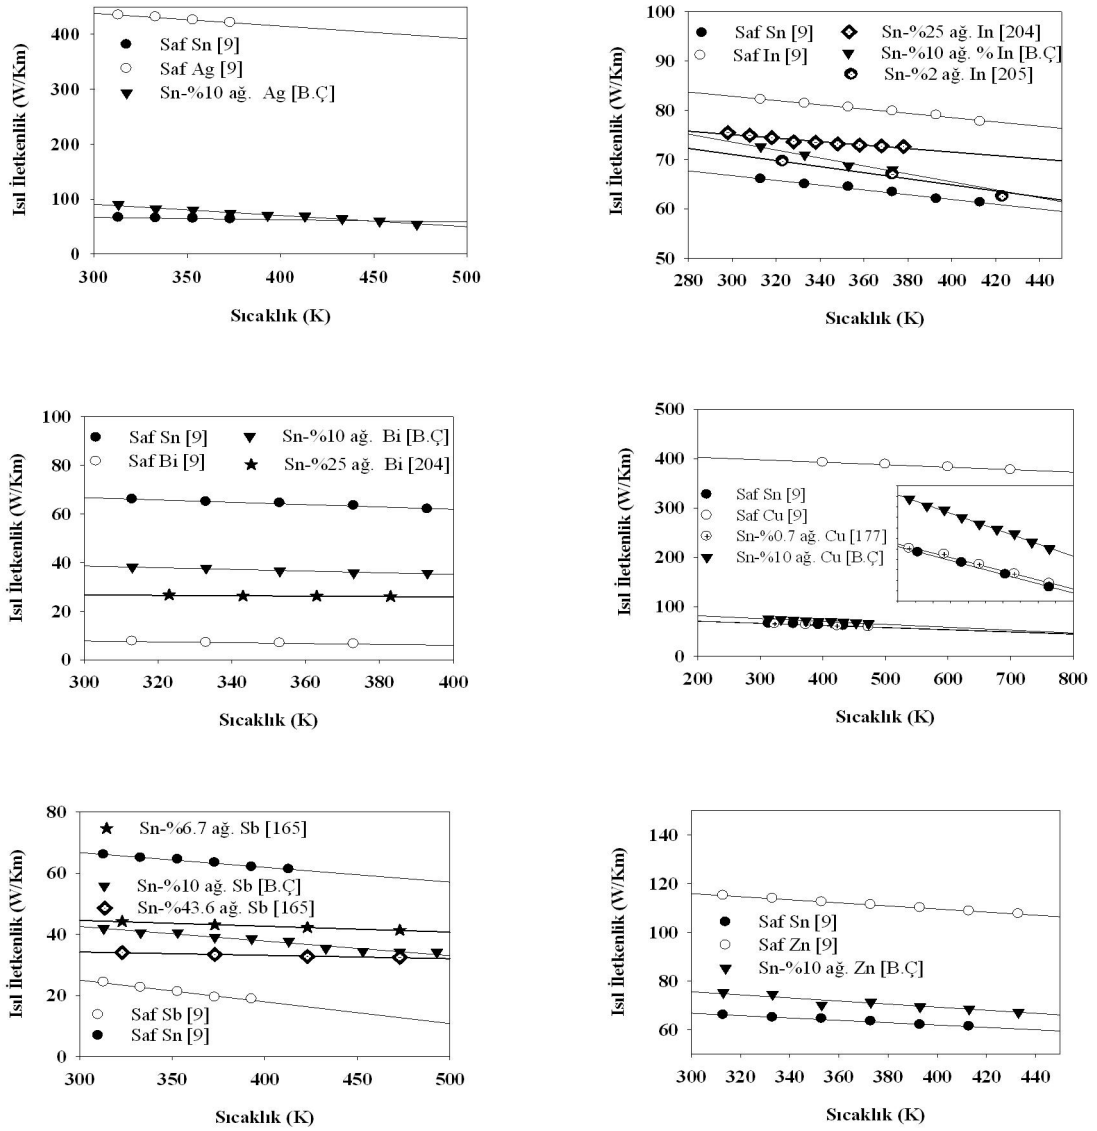 400
300
200
100
0
300 350 400 450 500
Isıl İletkenlik (W/Km)
Sıcaklık (K)
Saf Sn [9]
Saf Ag [9]
Sn-%10 ağ. Ag [B.Ç]
100
90
80
70
60
50
280 300 320 340 360 380 400 420 440
Isıl İletkenlik (W/Km)
Sıcaklık (K)
Saf Sn [9]
Saf In [9]
Sn-%25 ağ. In [204]
Sn-%10 ağ. % In [B.Ç]
Sn-%2 ağ. In [205]
100
80
60
40
20
0
300 320 340 360 380 400
Isıl İletkenlik (W/Km)
Sıcaklık (K)
Saf Sn [9]
Saf Bi [9]
Sn-%10 ağ. Bi [B.Ç]
Sn-%25 ağ. Bi [204]
500
400
300
200
100
0
200 300 400 500 600 700 800
Isıl İletkenlik (W/Km)
Sıcaklık (K)
Saf Sn [9]
Saf Cu [9]
Sn-%0.7 ağ. Cu [177]
Sn-%10 ağ. Cu [B.Ç]
80
60
40
20
0
300 350 400 450 500
Isıl İletkenlik (W/Km)
Sıcaklık (K)
Sn-%6.7 ağ. Sb [165]
Sn-%10 ağ. Sb [B.Ç]
Sn-%43.6 ağ. Sb [165]
Saf Sb [9]
Saf Sn [9]
140
120
100
80
60
300 320 340 360 380 400 420 440
Isıl İletkenlik (W/Km)
Sıcaklık (K)
Saf Sn [9]
Saf Zn [9]
Sn-%10 ağ. Zn [B.Ç]